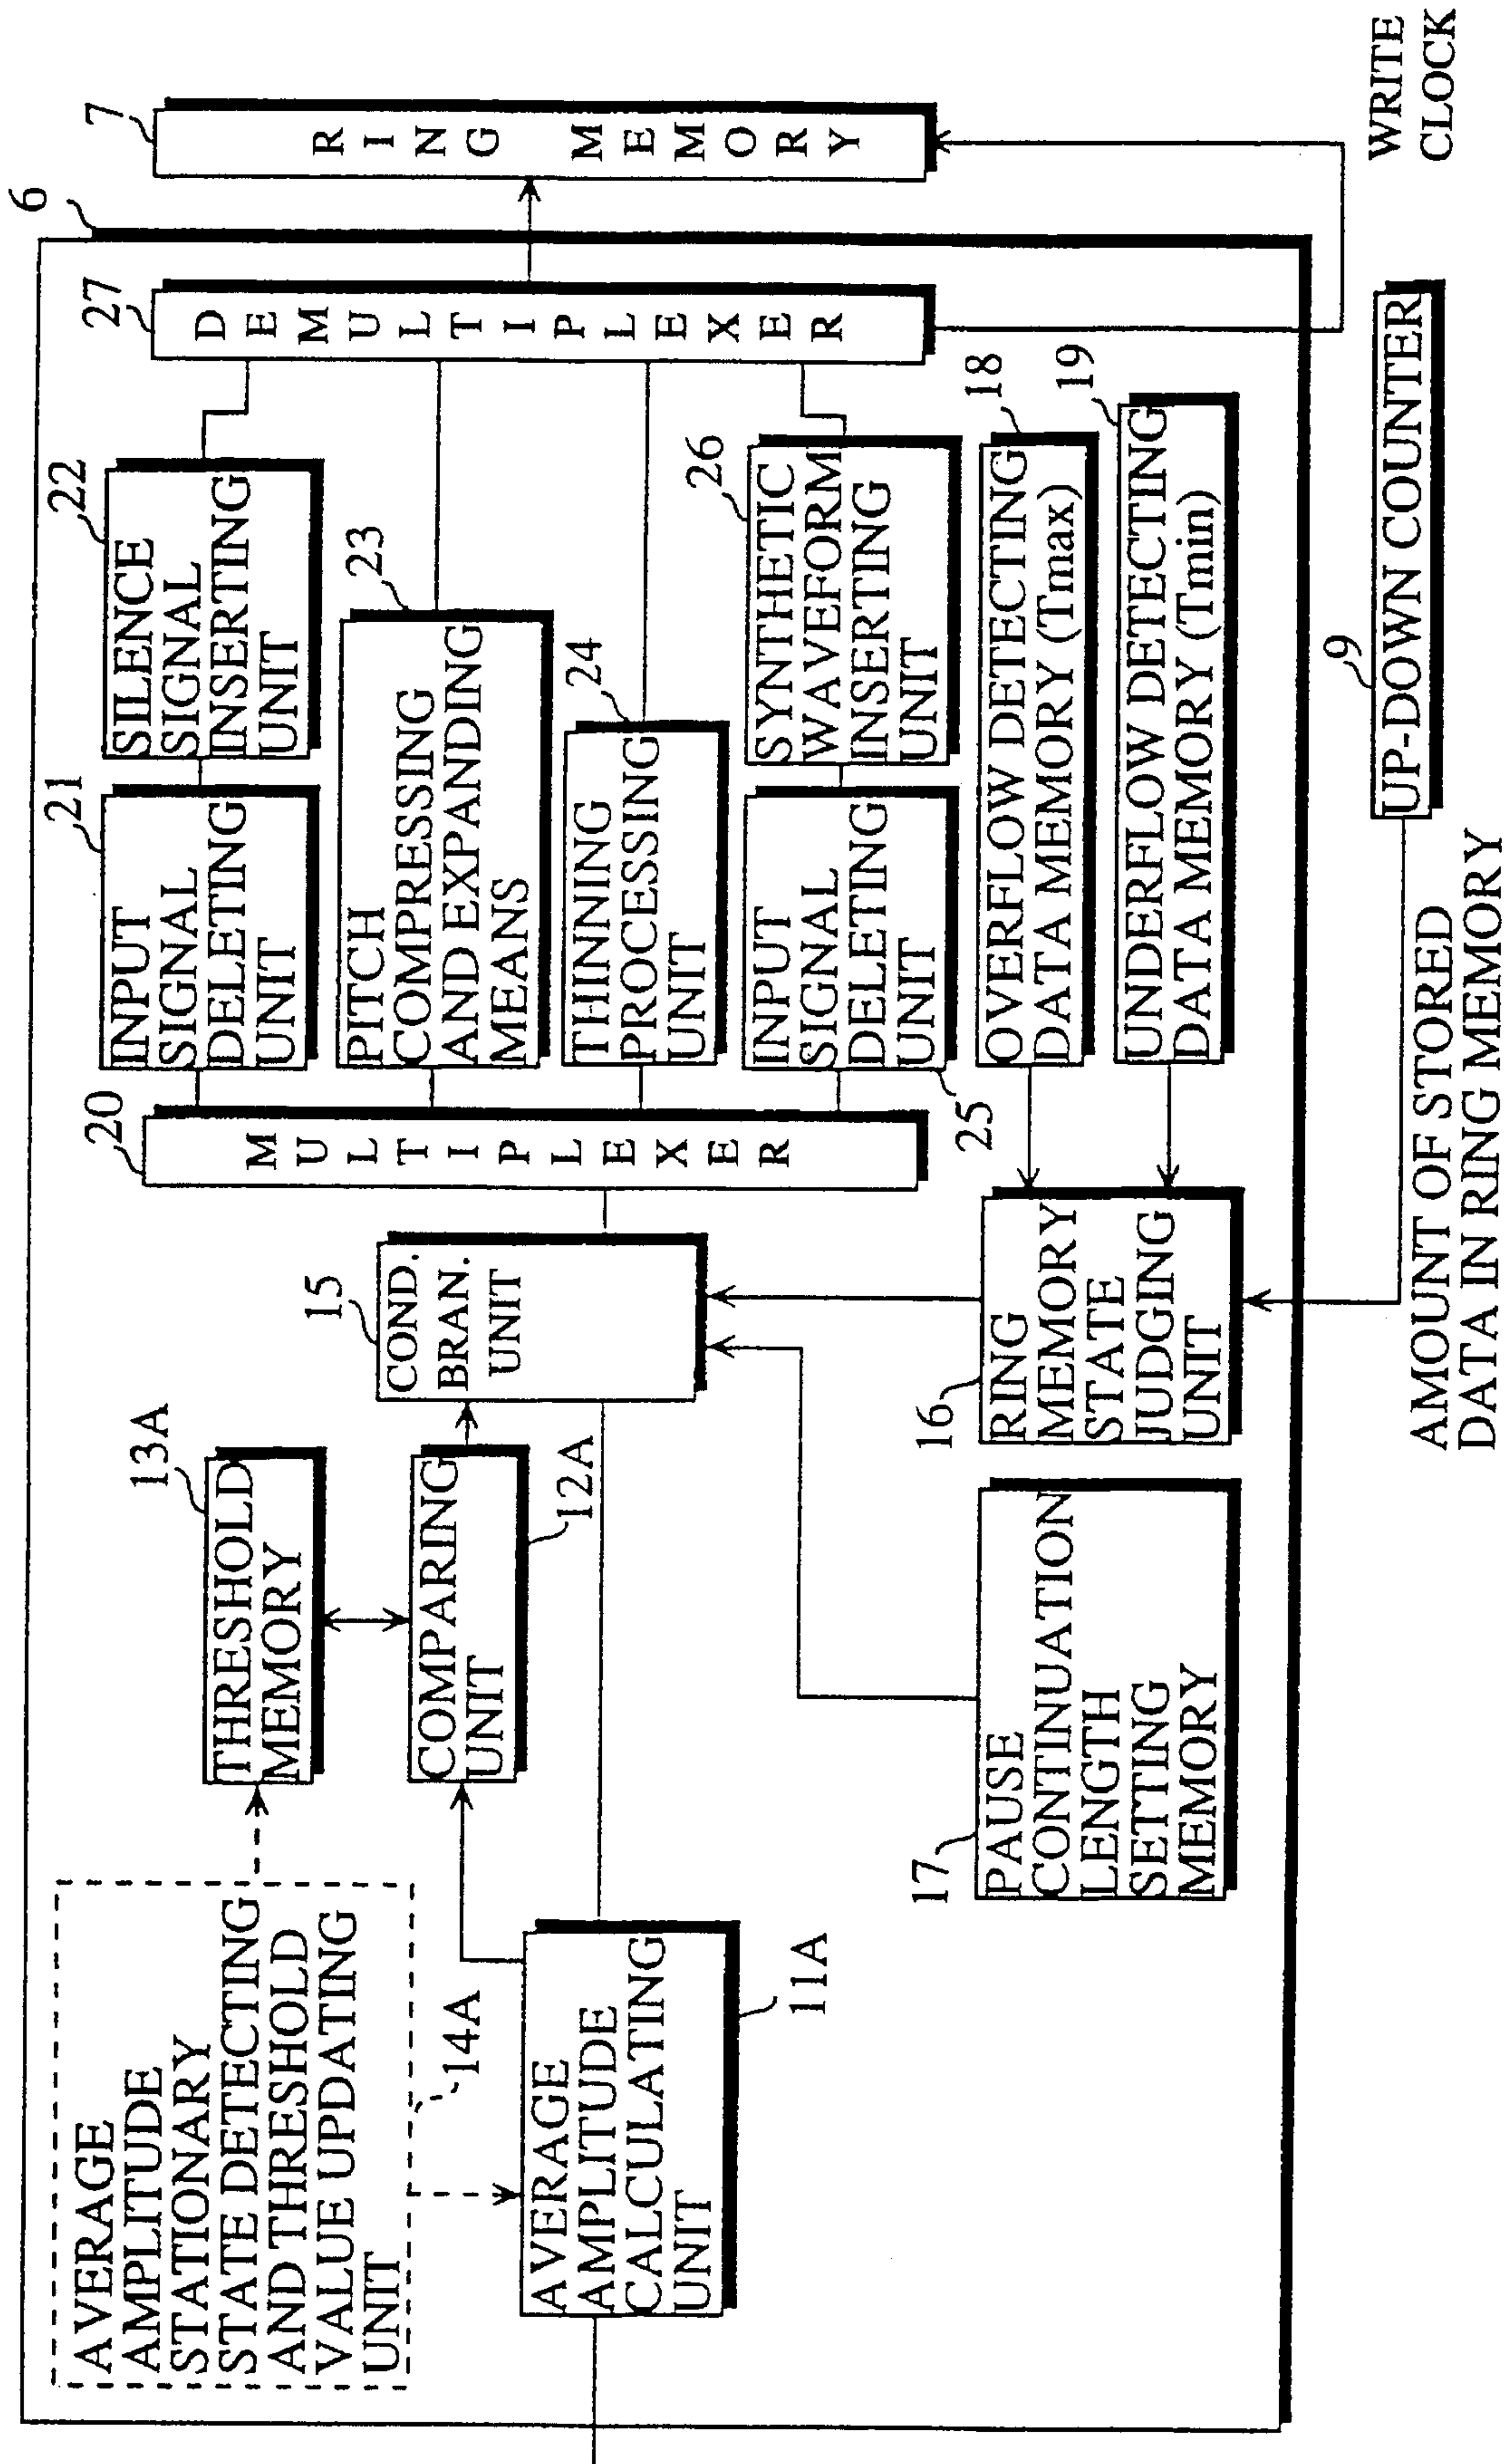 AVERAGE
AMPLITUDE
STATIONARY
STATE DETECTING
AND THRESHOLD
VALUE UPDATING
UNIT
14A
AVERAGE
AMPLITUDE
CALCULATING
UNIT
11A
13A
THRESHOLD
MEMORY
COMPARING
UNIT
12A
15
COND.
BRAN.
UNIT
17
PAUSE
CONTINUATION
LENGTH
SETTING
MEMORY
16
RING
MEMORY
STATE
JUDGING
UNIT
20
MULTIPLEXER
21
INPUT
SIGNAL
DELETING
UNIT
22
SILENCE
SIGNAL
INSERTING
UNIT
23
PITCH
COMPRESSING
AND EXPANDING
MEANS
24
THINNING
PROCESSING
UNIT
25
INPUT
SIGNAL
DELETING
UNIT
26
SYNTHETIC
WAVEFORM
INSERTING
UNIT
18
OVERFLOW DETECTING
DATA MEMORY (Tmax)
19
UNDERFLOW DETECTING
DATA MEMORY (Tmin)
27
DEMULTIPLEXER
6
7
RING MEMORY
9
UP-DOWN COUNTER
AMOUNT OF STORED
DATA IN RING MEMORY
WRITE
CLOCK